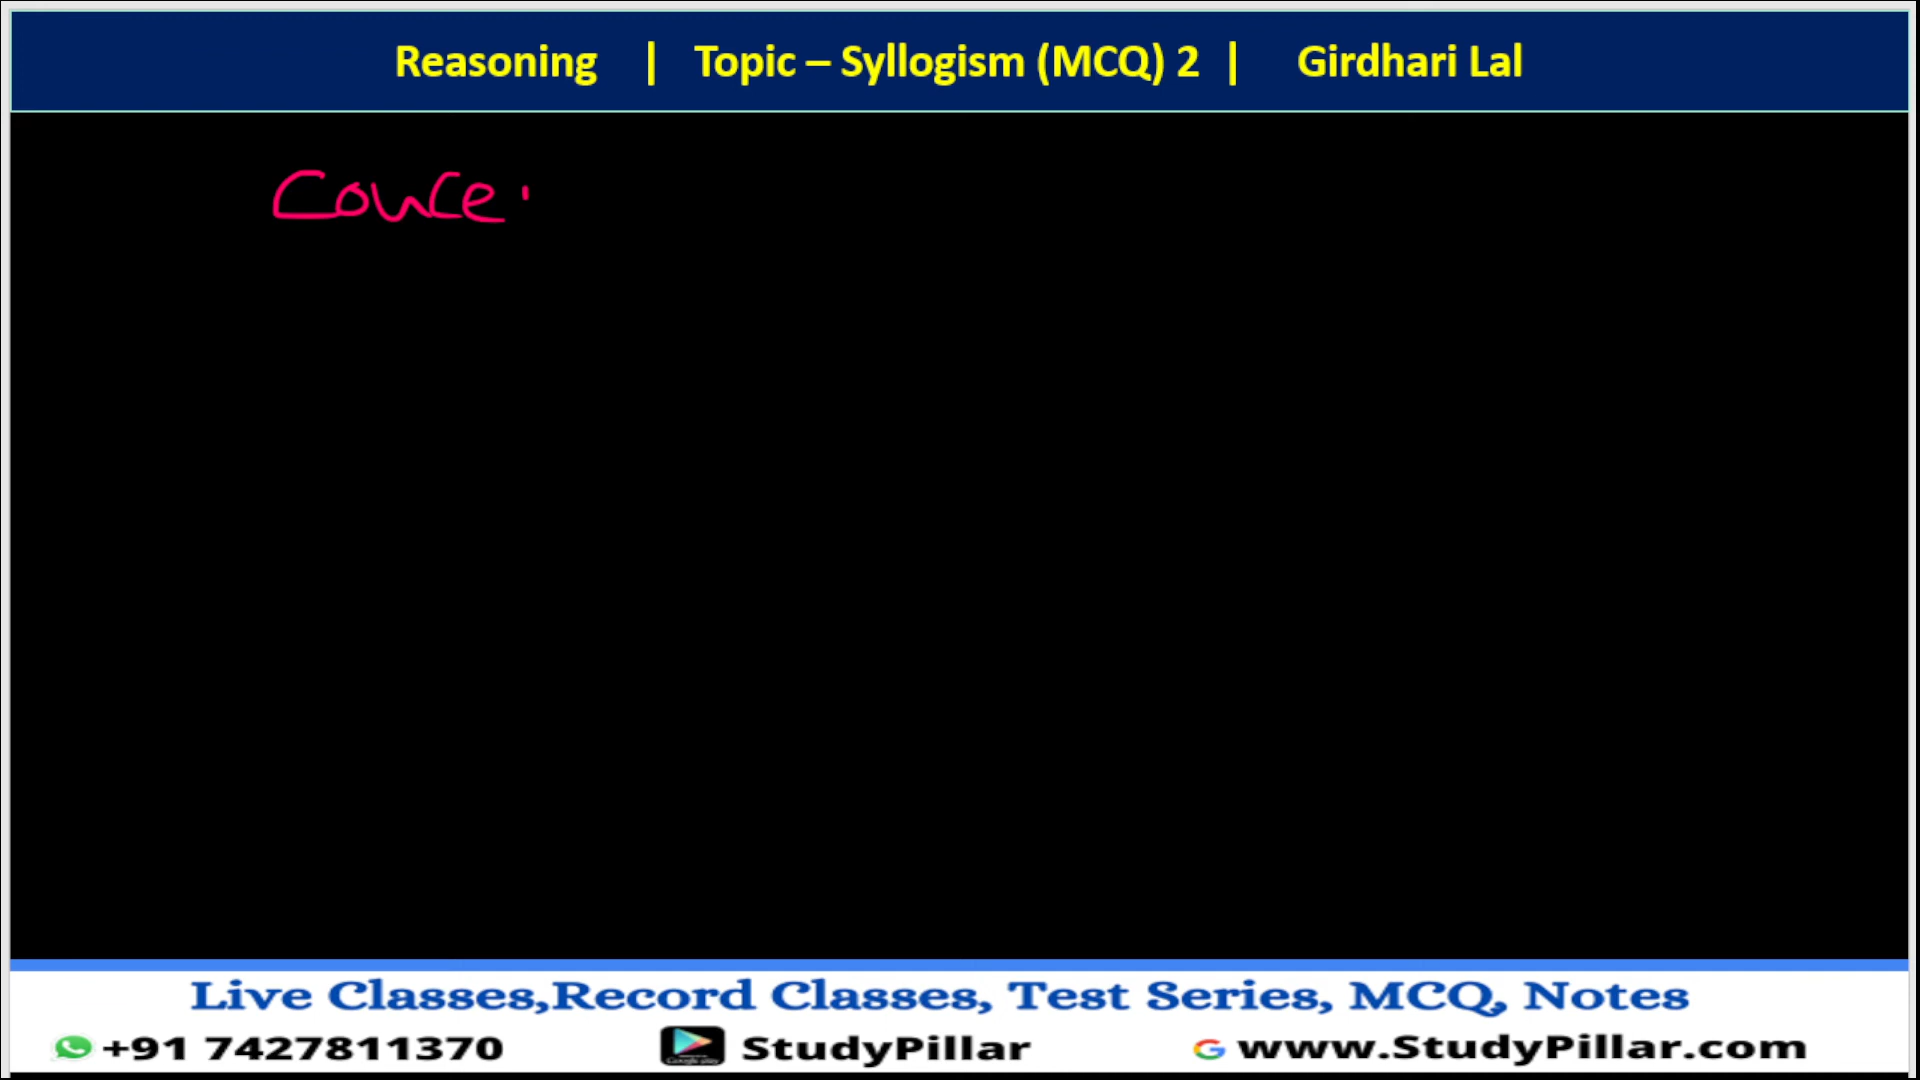 Reasoning | Topic – Syllogism (MCQ) 2 | Girdhari Lal
Conce
Live Classes,Record Classes, Test Series, MCQ, Notes
+91 7427811370 StudyPillar www.StudyPillar.com